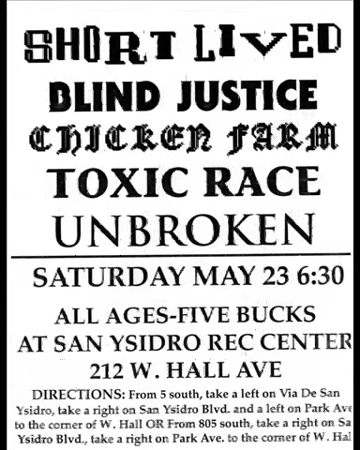 SHORT LIVED
BLIND JUSTICE
CHICKEN FARM
TOXIC RACE
UNBROKEN
SATURDAY MAY 23 6:30
ALL AGES-FIVE BUCKS
AT SAN YSIDRO REC CENTER
212 W. HALL AVE
DIRECTIONS: From 5 south, take a left on Via De San
Ysidro, take a right on San Ysidro Blvd. and a left on Park Ave
to the corner of W. Hall OR From 805 south, take a right on Sa
Ysidro Blvd., take a right on Park Ave. to the corner of W. Hal